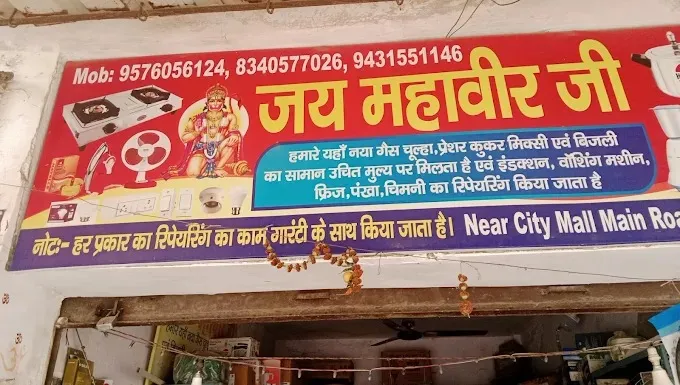 Mob: 9576056124, 8340577026, 9431551146
जय महावीर जी
हमारे यहाँ नया गैस चूल्हा,प्रेशर कुकर मिक्सी एवं बिजली
का सामान उचित मुल्य पर मिलता है एवं इंडक्शन, वॉशिंग मशीन,
फ्रिज,पंखा,चिमनी का रिपेयरिंग किया जाता है
नोटः- हर प्रकार का रिपेयरिंग का काम गारंटी के साथ किया जाता है। Near City Mall Main Roa